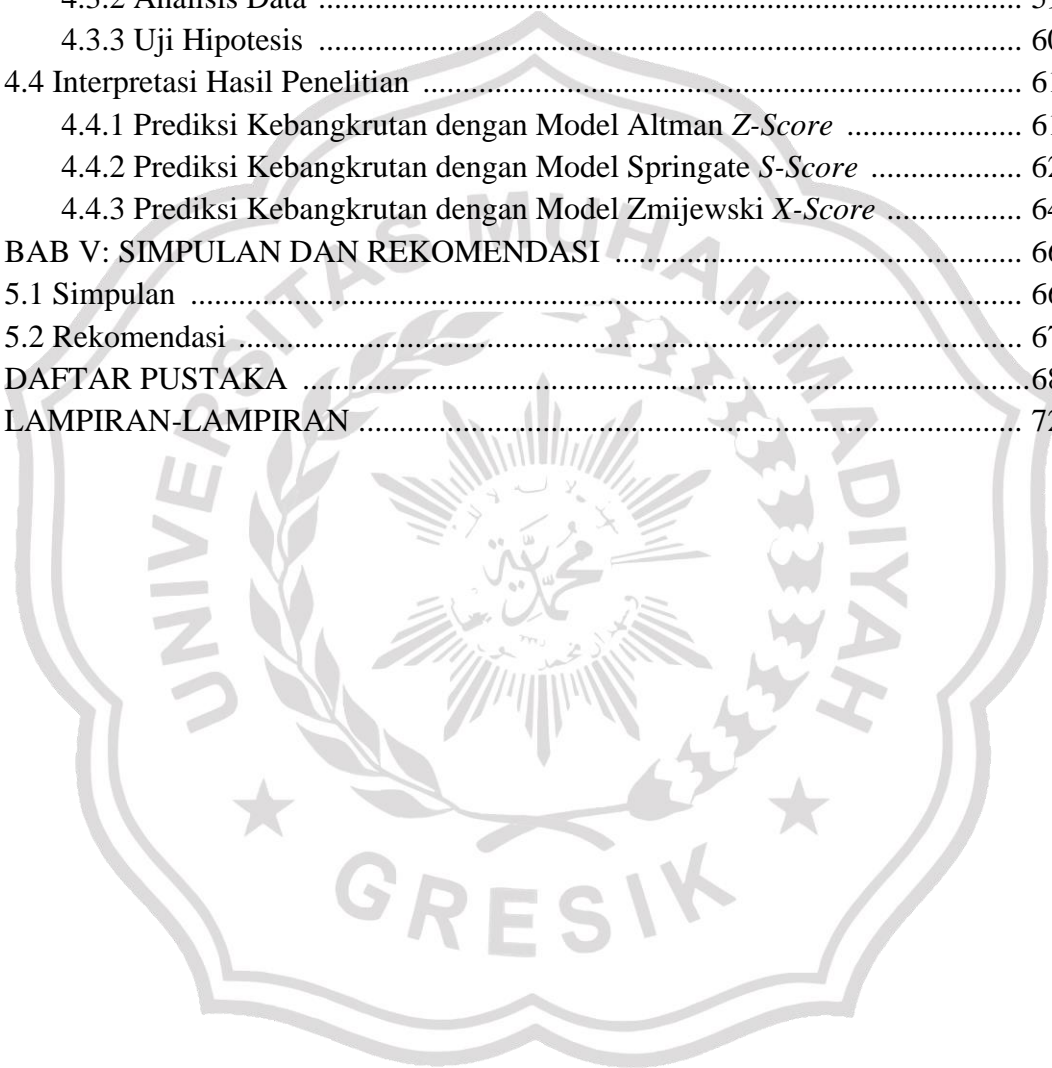 4.3.2 Analisis Data ................................................ 59
4.3.3 Uji Hipotesis ................................................ 60
4.4 Interpretasi Hasil Penelitian ................................................ 61
4.4.1 Prediksi Kebangkrutan dengan Model Altman Z-Score .................... 61
4.4.2 Prediksi Kebangkrutan dengan Model Springate S-Score .................. 62
4.4.3 Prediksi Kebangkrutan dengan Model Zmijewski X-Score ................ 64
BAB V: SIMPULAN DAN REKOMENDASI ................................................ 66
5.1 Simpulan ................................................ 66
5.2 Rekomendasi ................................................ 67
DAFTAR PUSTAKA ................................................68
LAMPIRAN-LAMPIRAN ................................................ 72
UNIVERSITAS MUHAMMADIYAH
GRESIK